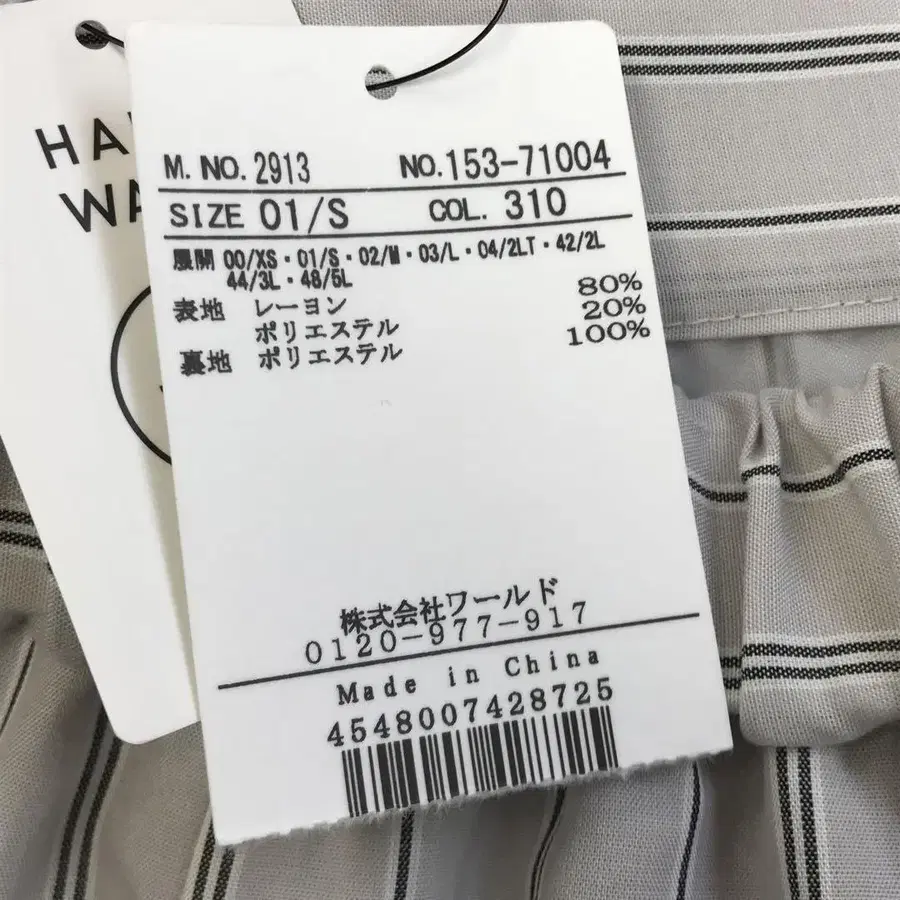 M. NO. 2913 NO. 153-71004
SIZE 01/S COL. 310
展開 00/XS・01/S・02/M・03/L・04/2LT・42/2L
44/3L・48/5L
表地 レーヨン 80%
ポリエステル 20%
裏地 ポリエステル 100%
株式会社ワールド
0120-977-917
Made in China
4548007428725